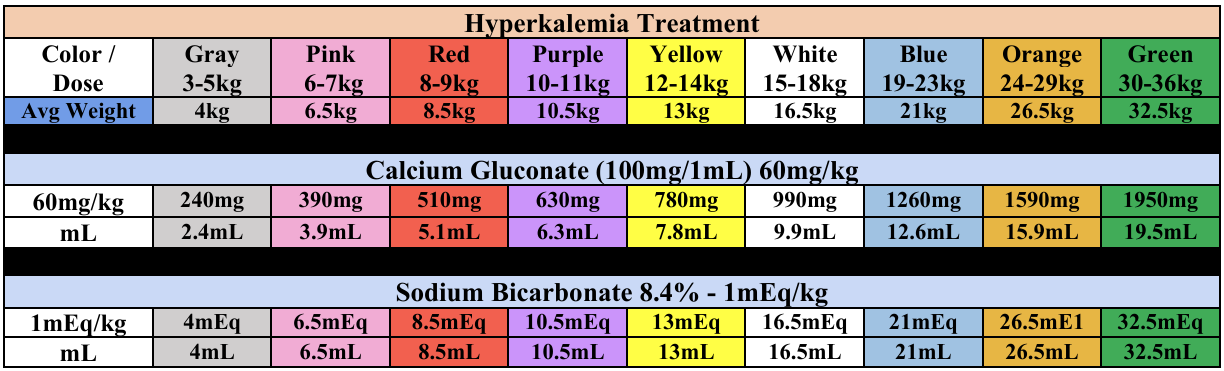 Hyperkalemia Treatment
Color / Dose Gray 3-5kg Pink 6-7kg Red 8-9kg Purple 10-11kg Yellow 12-14kg White 15-18kg Blue 19-23kg Orange 24-29kg Green 30-36kg
Avg Weight 4kg 6.5kg 8.5kg 10.5kg 13kg 16.5kg 21kg 26.5kg 32.5kg
Calcium Gluconate (100mg/1mL) 60mg/kg
60mg/kg 240mg 390mg 510mg 630mg 780mg 990mg 1260mg 1590mg 1950mg
mL 2.4mL 3.9mL 5.1mL 6.3mL 7.8mL 9.9mL 12.6mL 15.9mL 19.5mL
Sodium Bicarbonate 8.4% - 1mEq/kg
1mEq/kg 4mEq 6.5mEq 8.5mEq 10.5mEq 13mEq 16.5mEq 21mEq 26.5mE1 32.5mEq
mL 4mL 6.5mL 8.5mL 10.5mL 13mL 16.5mL 21mL 26.5mL 32.5mL